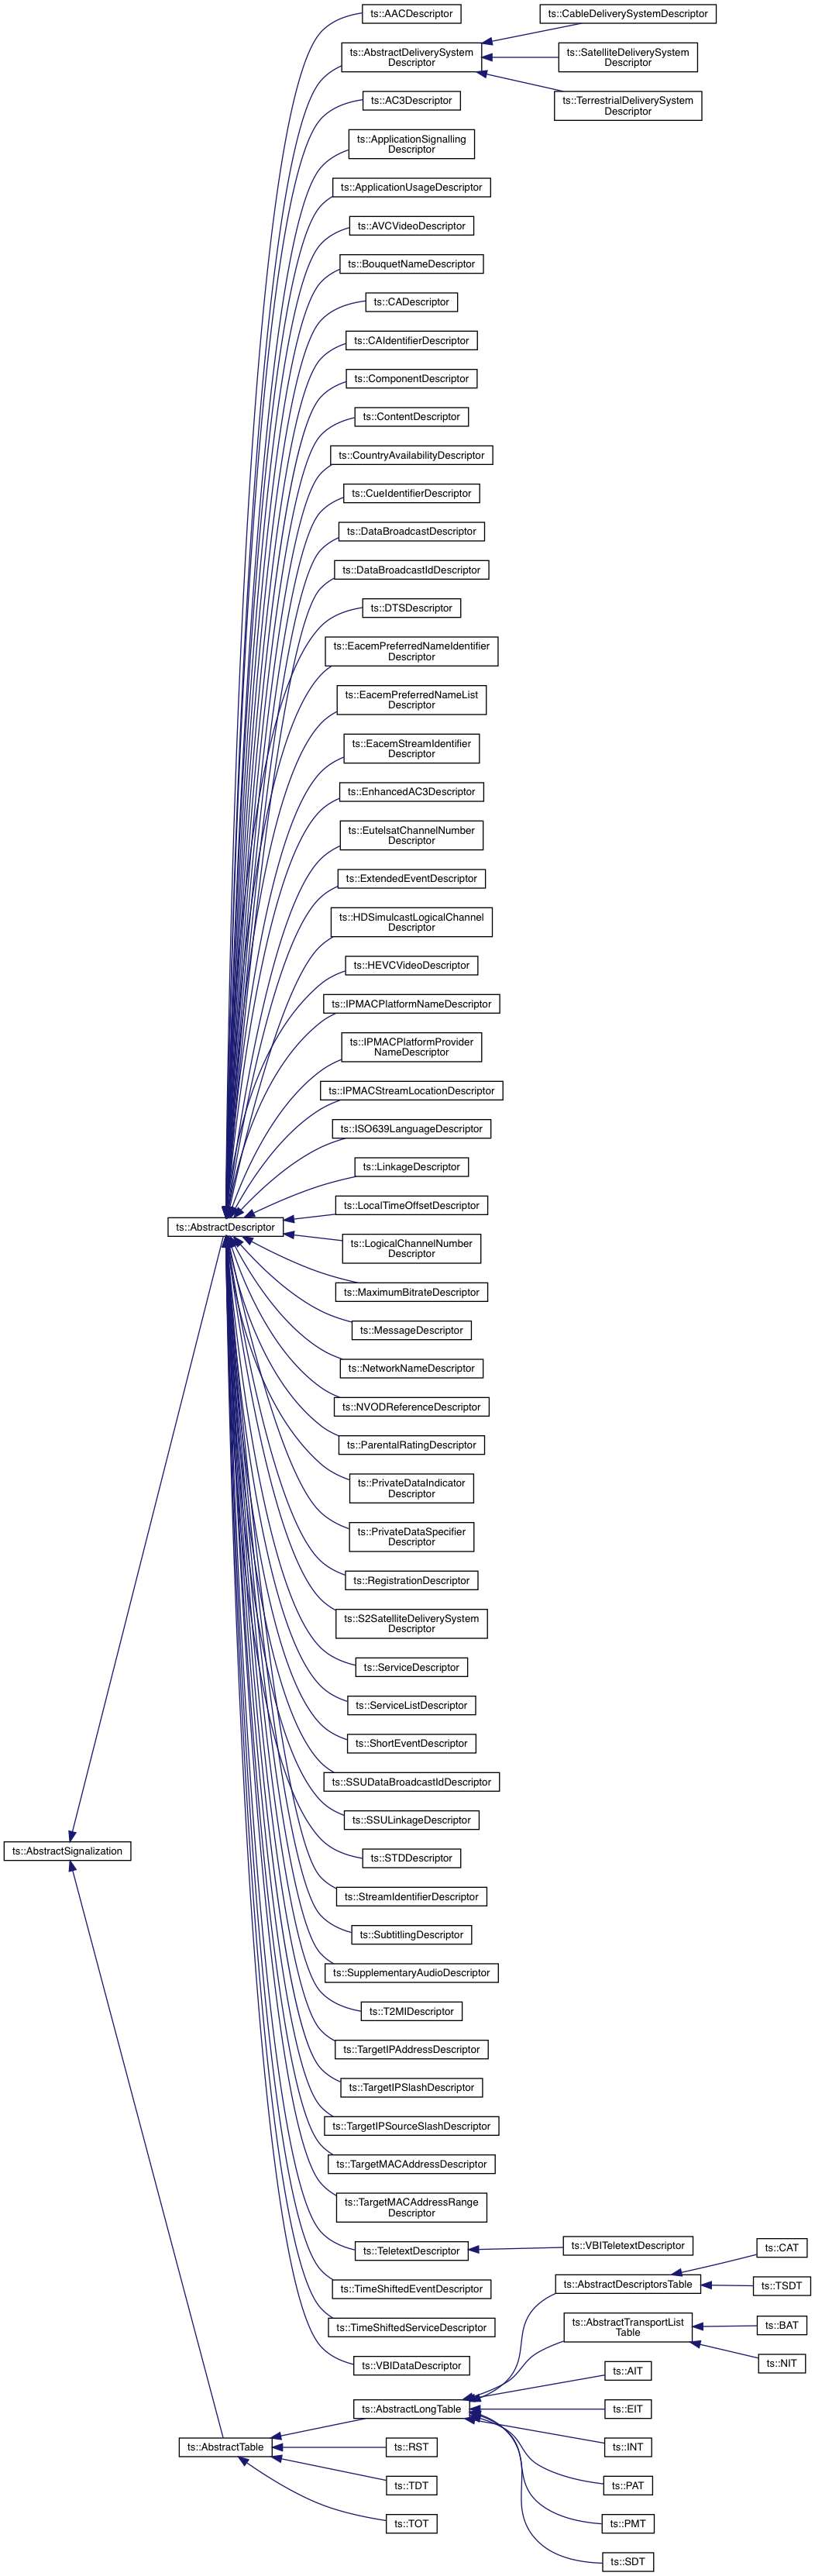 ts::AACDescriptor
ts::CableDeliverySystemDescriptor
ts::AbstractDeliverySystem
Descriptor
ts::SatelliteDeliverySystem
Descriptor
ts::AC3Descriptor
ts::TerrestrialDeliverySystem
Descriptor
ts::ApplicationSignalling
Descriptor
ts::ApplicationUsageDescriptor
ts::AVCVideoDescriptor
ts::BouquetNameDescriptor
ts::CADescriptor
ts::CAIdentifierDescriptor
ts::ComponentDescriptor
ts::ContentDescriptor
ts::CountryAvailabilityDescriptor
ts::CueIdentifierDescriptor
ts::DataBroadcastDescriptor
ts::DataBroadcastIdDescriptor
ts::DTSDescriptor
ts::EacemPreferredNameIdentifier
Descriptor
ts::EacemPreferredNameList
Descriptor
ts::EacemStreamIdentifier
Descriptor
ts::EnhancedAC3Descriptor
ts::EutelsatChannelNumber
Descriptor
ts::ExtendedEventDescriptor
ts::HDSimulcastLogicalChannel
Descriptor
ts::HEVCVideoDescriptor
ts::IPMACPlatformNameDescriptor
ts::IPMACPlatformProvider
NameDescriptor
ts::IPMACStreamLocationDescriptor
ts::ISO639LanguageDescriptor
ts::LinkageDescriptor
ts::LocalTimeOffsetDescriptor
ts::AbstractDescriptor
ts::LogicalChannelNumber
Descriptor
ts::MaximumBitrateDescriptor
ts::MessageDescriptor
ts::NetworkNameDescriptor
ts::NVODReferenceDescriptor
ts::ParentalRatingDescriptor
ts::PrivateDataIndicator
Descriptor
ts::PrivateDataSpecifier
Descriptor
ts::RegistrationDescriptor
ts::S2SatelliteDeliverySystem
Descriptor
ts::ServiceDescriptor
ts::ServiceListDescriptor
ts::ShortEventDescriptor
ts::SSUDataBroadcastIdDescriptor
ts::SSULinkageDescriptor
ts::AbstractSignalization
ts::STDDescriptor
ts::StreamIdentifierDescriptor
ts::SubtitlingDescriptor
ts::SupplementaryAudioDescriptor
ts::T2MIDescriptor
ts::TargetIPAddressDescriptor
ts::TargetIPSlashDescriptor
ts::TargetIPSourceSlashDescriptor
ts::TargetMACAddressDescriptor
ts::TargetMACAddressRange
Descriptor
ts::TeletextDescriptor
ts::VBITeletextDescriptor
ts::CAT
ts::TimeShiftedEventDescriptor
ts::AbstractDescriptorsTable
ts::TSDT
ts::TimeShiftedServiceDescriptor
ts::AbstractTransportList
Table
ts::BAT
ts::NIT
ts::VBIDataDescriptor
ts::AIT
ts::AbstractLongTable
ts::EIT
ts::AbstractTable
ts::RST
ts::INT
ts::TDT
ts::PAT
ts::TOT
ts::PMT
ts::SDT